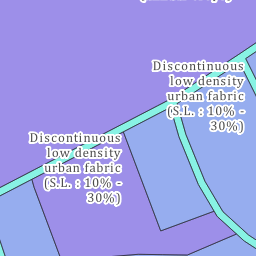 Discontinuous
low density
urban fabric
(S.L. : 10% -
30%)
Discontinuous
low density
urban fabric
(S.L. : 10% -
30%)